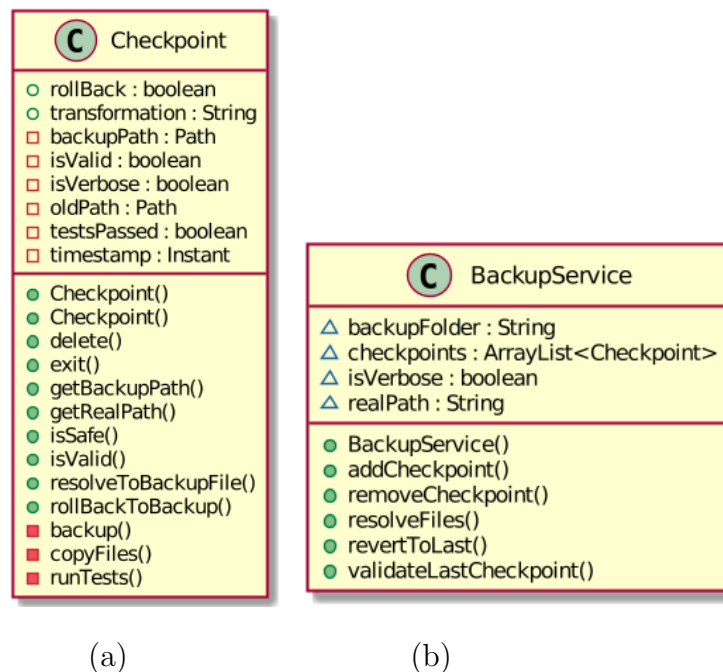 C Checkpoint
rollBack : boolean
transformation : String
backupPath : Path
isValid : boolean
isVerbose : boolean
oldPath : Path
testsPassed : boolean
timestamp : Instant
Checkpoint()
Checkpoint()
delete()
exit()
getBackupPath()
getRealPath()
isSafe()
isValid()
resolveToBackupFile()
rollBackToBackup()
backup()
copyFiles()
runTests()
(a)
C BackupService
backupFolder : String
checkpoints : ArrayList<Checkpoint>
isVerbose : boolean
realPath : String
BackupService()
addCheckpoint()
removeCheckpoint()
resolveFiles()
revertToLast()
validateLastCheckpoint()
(b)